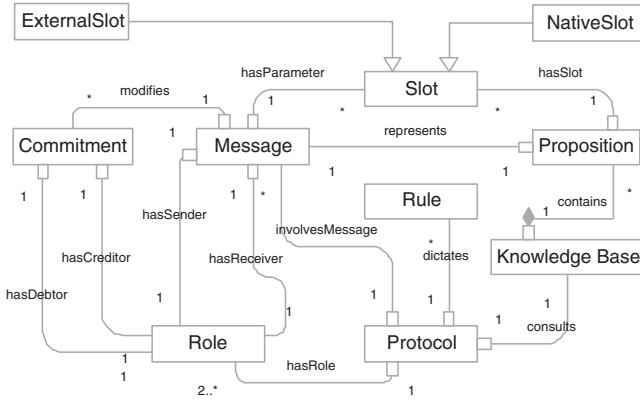 ExternalSlot
NativeSlot
hasParameter
hasSlot
Slot
modifies
*
1
1
1
*
*
1
Commitment
Message
represents
Proposition
1
1
1
1
1
*
1
1
contains
*
Rule
hasSender
involvesMessage
*
dictates
hasCreditor
hasReceiver
Knowledge Base
hasDebtor
1
1
1
1
1
1
consults
Role
Protocol
1
1
hasRole
2..*
1